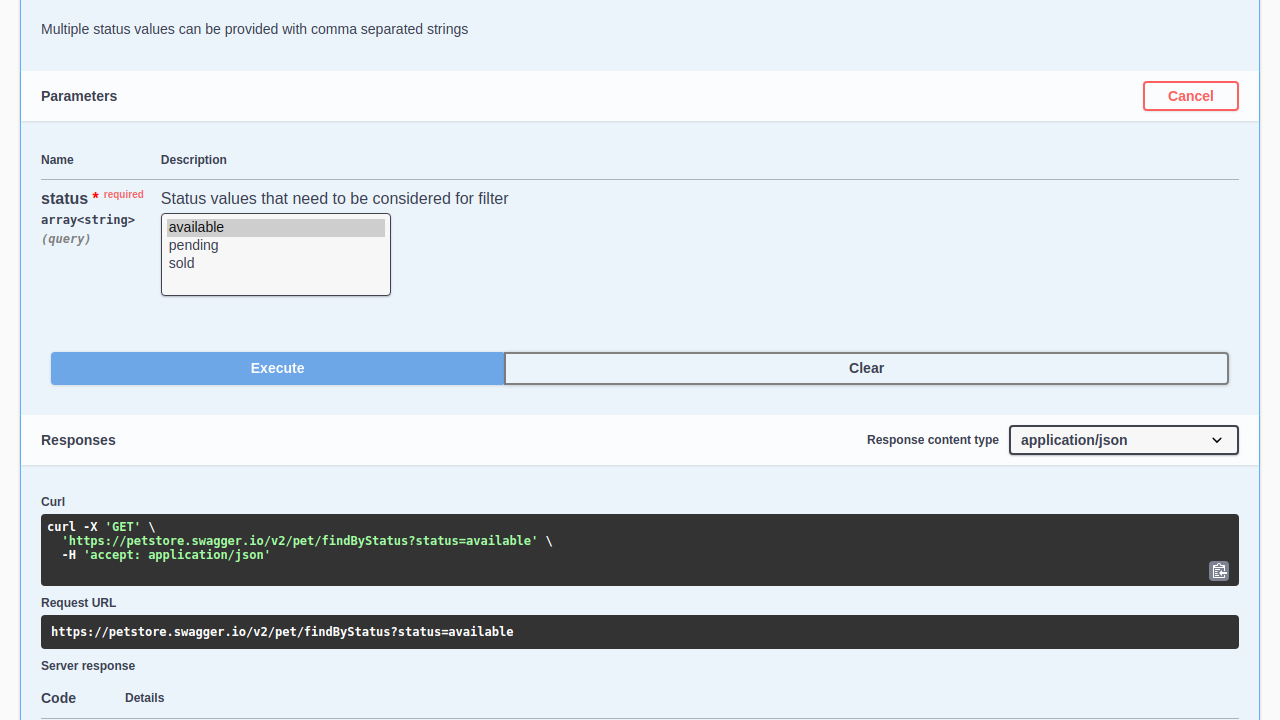 Multiple status values can be provided with comma separated strings
Parameters
Cancel
Name Description
status * required
array<string>
(query)
Status values that need to be considered for filter
available
pending
sold
Execute Clear
Responses Response content type application/json
Curl
curl -X 'GET' \
  'https://petstore.swagger.io/v2/pet/findByStatus?status=available' \
  -H 'accept: application/json'
Request URL
https://petstore.swagger.io/v2/pet/findByStatus?status=available
Server response
Code Details